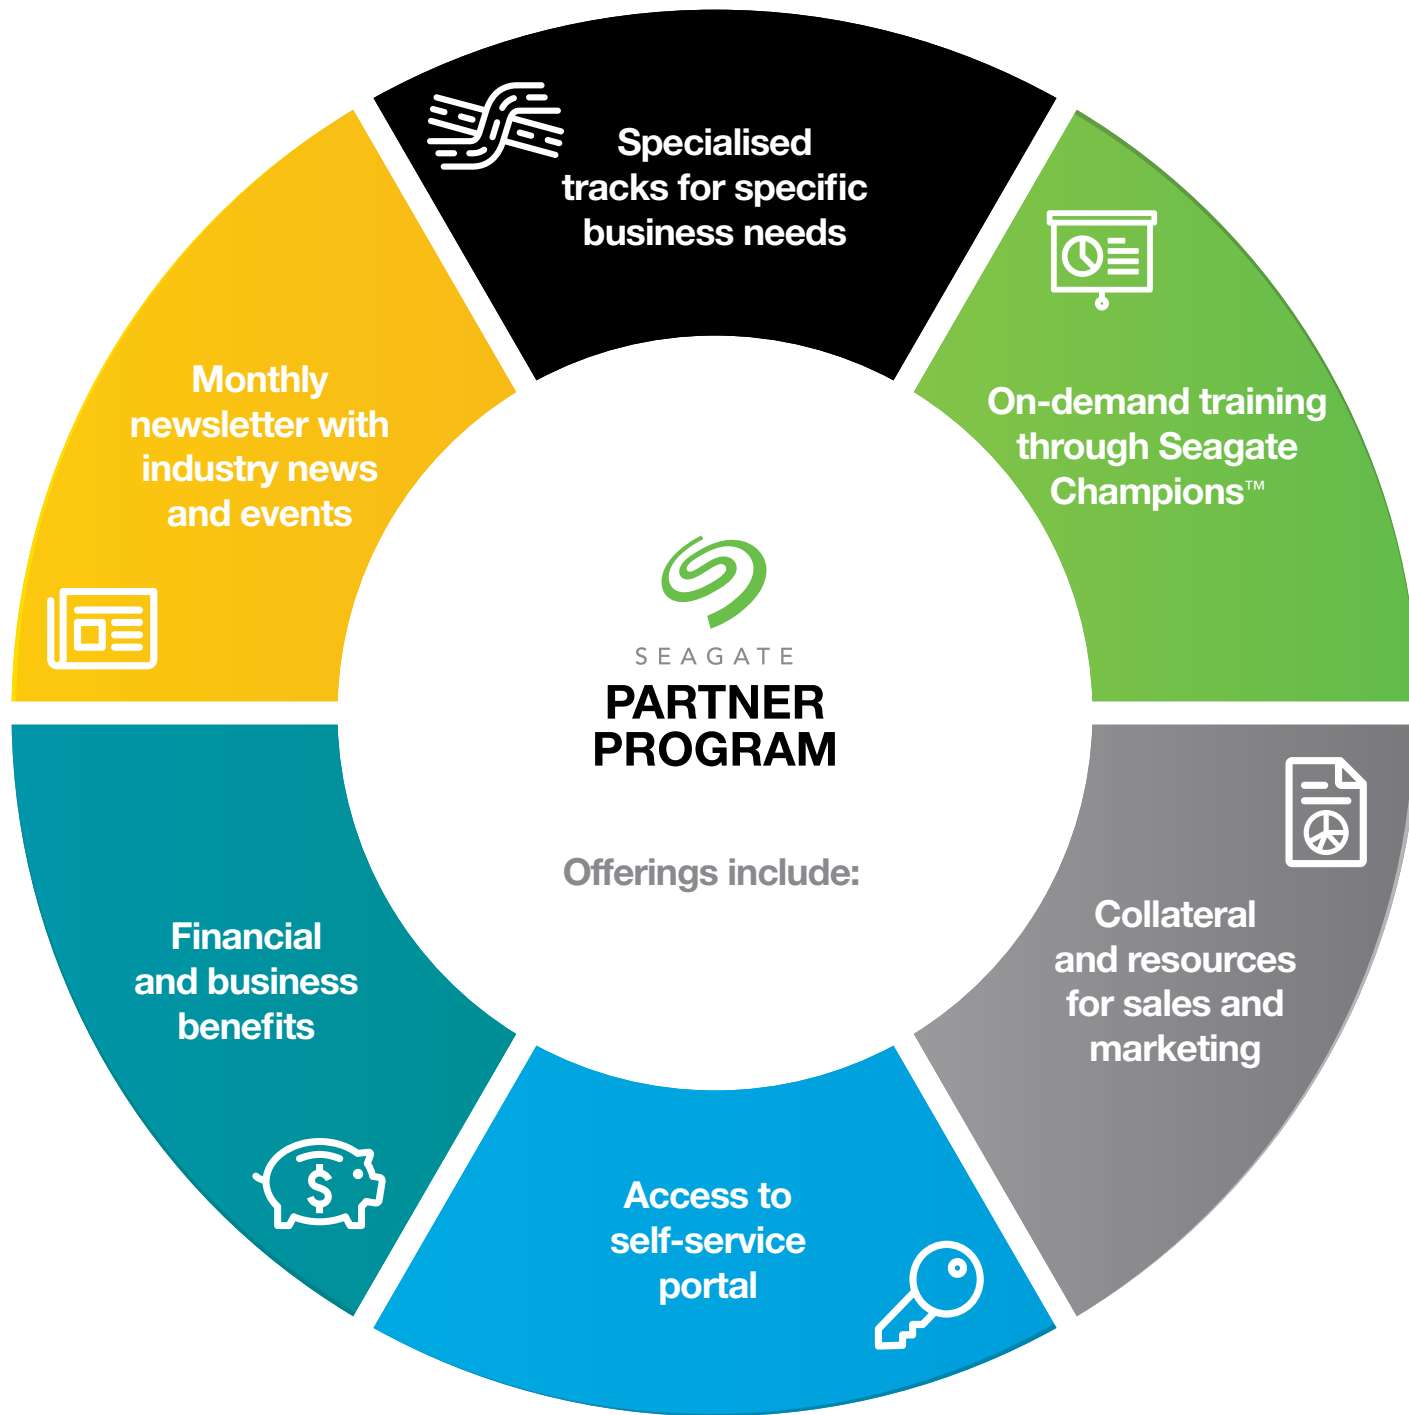 Specialised
tracks for specific
business needs
On-demand training
through Seagate
Champions™
Collateral
and resources
for sales and
marketing
Access to
self-service
portal
$
Financial
and business
benefits
Monthly
newsletter with
industry news
and events
SEAGATE
PARTNER
PROGRAM
Offerings include: